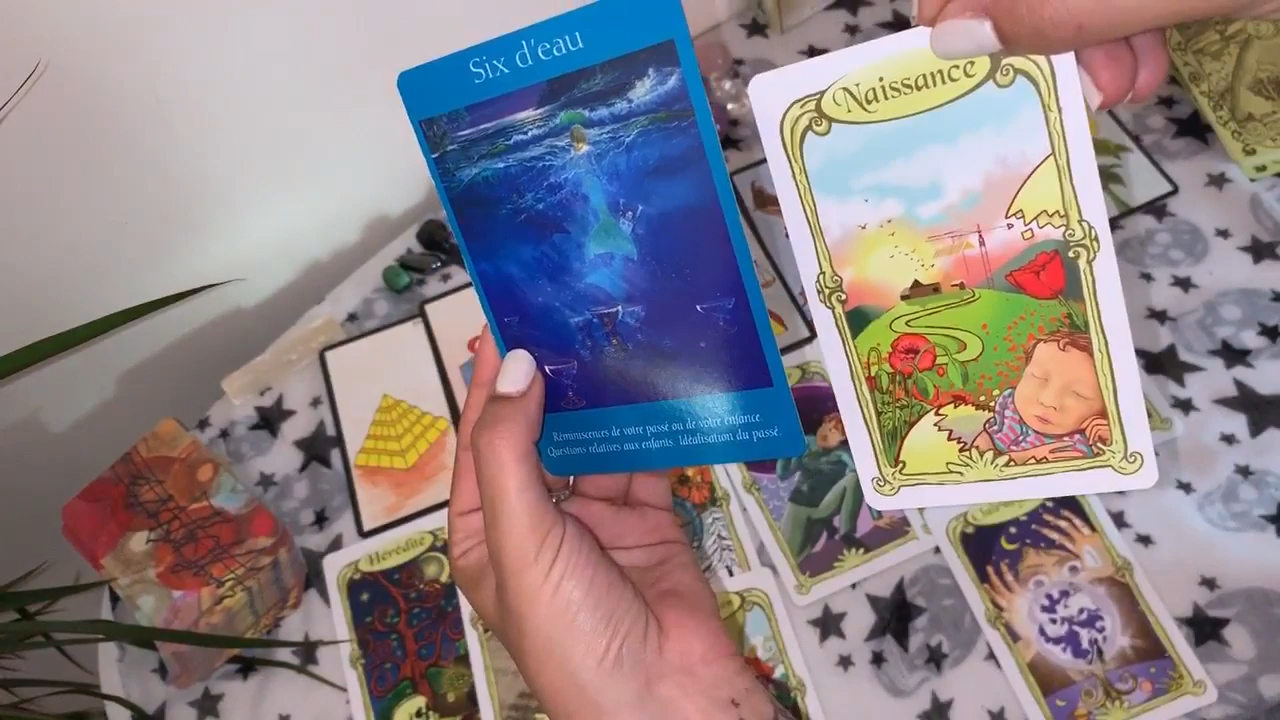 Six d'eau
Réminiscences de votre passé ou de votre enfance.
Questions relatives aux enfants. Idéalisation du passé.
Naissance
Hérédité